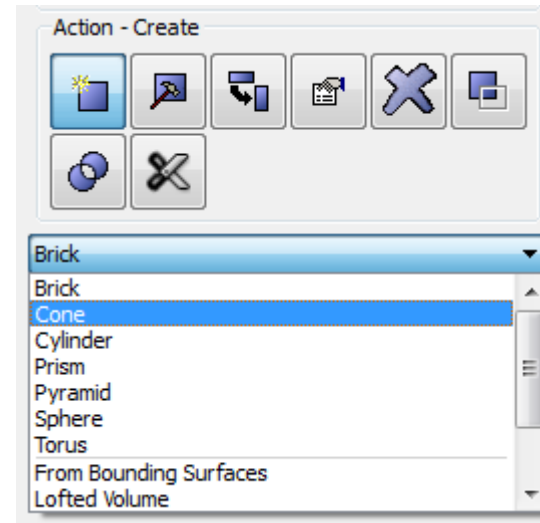 Action - Create
Brick
Brick
Cone
Cylinder
Prism
Pyramid
Sphere
Torus
From Bounding Surfaces
Lofted Volume